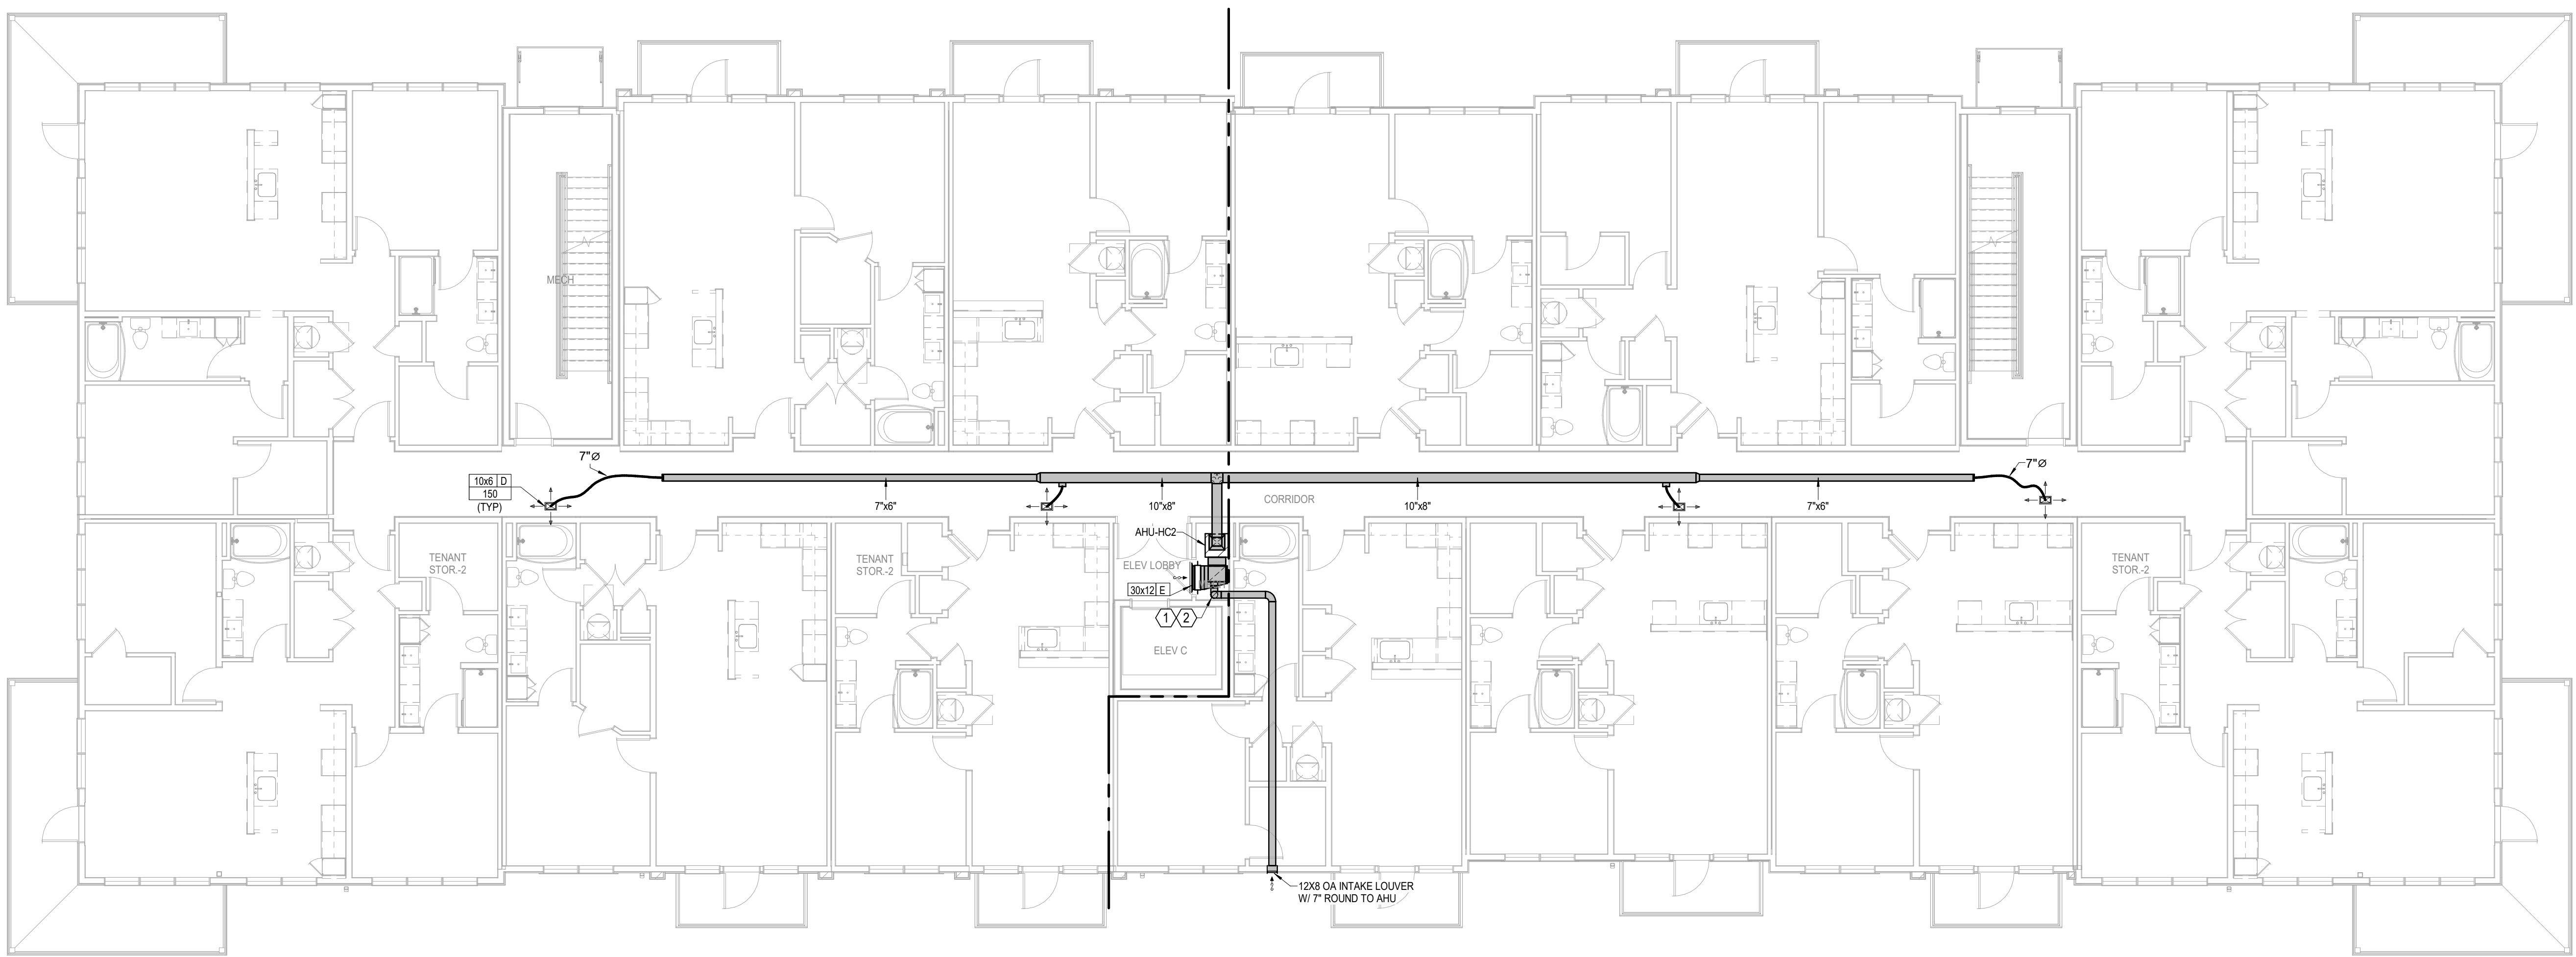 MECH
7"Ø
7"Ø
10x6 D
150
(TYP)
7"x6"
10"x8"
CORRIDOR
10"x8"
7"x6"
AHU-HC2
TENANT
STOR.-2
TENANT
STOR.-2
ELEV LOBBY
TENANT
STOR.-2
30x12 E
1 2
ELEV C
12X8 OA INTAKE LOUVER
W/ 7" ROUND TO AHU